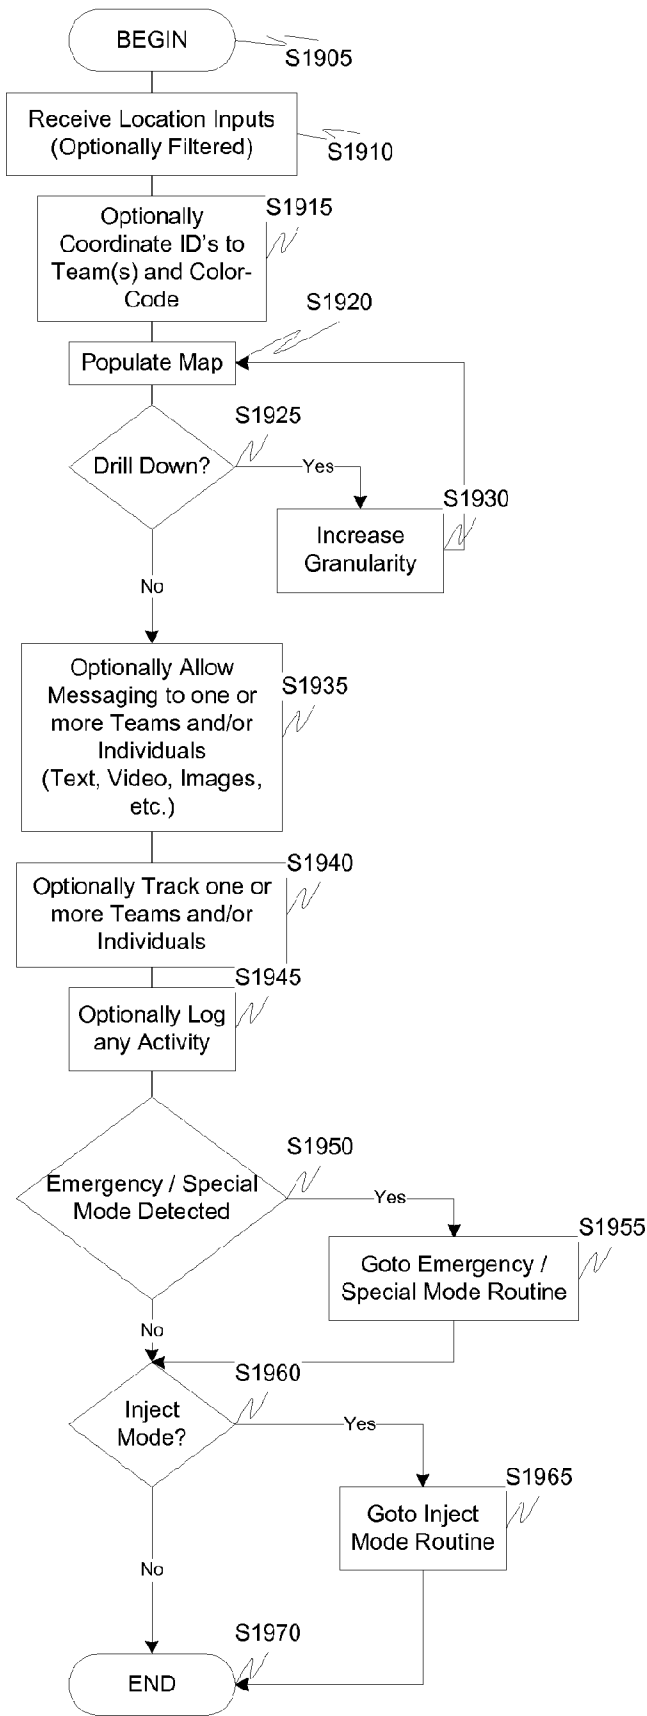 BEGIN
S1905
Receive Location Inputs
(Optionally Filtered)
S1910
S1915
Optionally
Coordinate ID's to
Team(s) and Color-
Code
S1920
Populate Map
S1925
Drill Down?
Yes
S1930
Increase
Granularity
No
Optionally Allow
Messaging to one or
more Teams and/or
Individuals
(Text, Video, Images,
etc.)
S1935
S1940
Optionally Track one or
more Teams and/or
Individuals
S1945
Optionally Log
any Activity
S1950
Emergency / Special
Mode Detected
Yes
S1955
Goto Emergency /
Special Mode Routine
No
S1960
Inject
Mode?
Yes
S1965
Goto Inject
Mode Routine
No
S1970
END